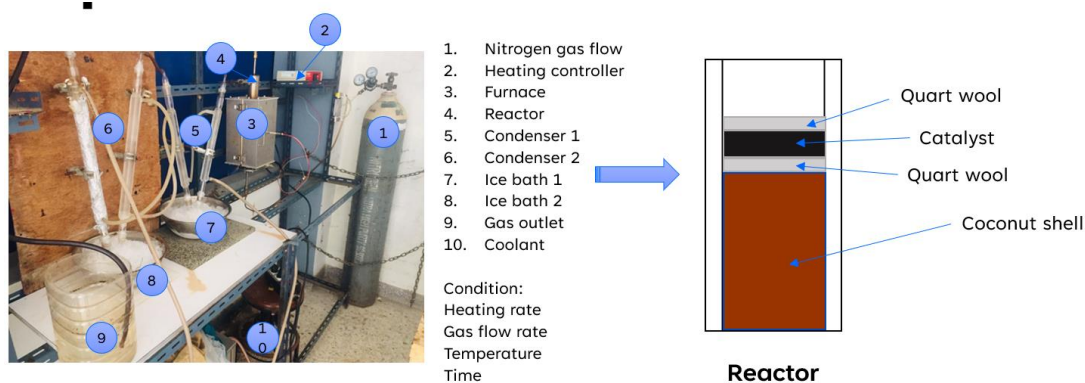 2
4
3
1
5
6
7
8
9
10
1. Nitrogen gas flow
2. Heating controller
3. Furnace
4. Reactor
5. Condenser 1
6. Condenser 2
7. Ice bath 1
8. Ice bath 2
9. Gas outlet
10. Coolant
Condition:
Heating rate
Gas flow rate
Temperature
Time
Quart wool
Catalyst
Quart wool
Coconut shell
Reactor